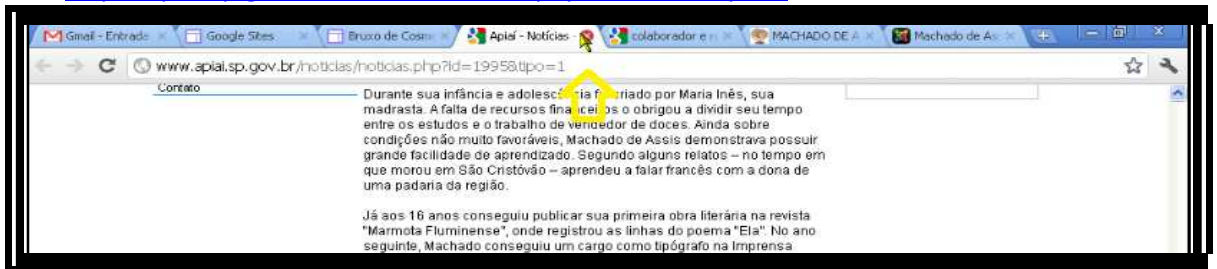 Gmail - Entrada Google Sites Bruxo de Cosm Apiaí - Notícias - colaborador e n MACHADO DE A Machado de As
www.apiai.sp.gov.br/noticias/noticias.php?id=1995&tipo=1
Contato
Durante sua infância e adolescência foi criado por Maria Inês, sua
madrasta. A falta de recursos financeiros o obrigou a dividir seu tempo
entre os estudos e o trabalho de vendedor de doces. Ainda sobre
condições não muito favoráveis, Machado de Assis demonstrava possuir
grande facilidade de aprendizado. Segundo alguns relatos – no tempo em
que morou em São Cristóvão – aprendeu a falar francês com a dona de
uma padaria da região.
Já aos 16 anos conseguiu publicar sua primeira obra literária na revista
"Marmota Fluminense", onde registrou as linhas do poema "Ela". No ano
seguinte, Machado conseguiu um cargo como tipógrafo na Imprensa